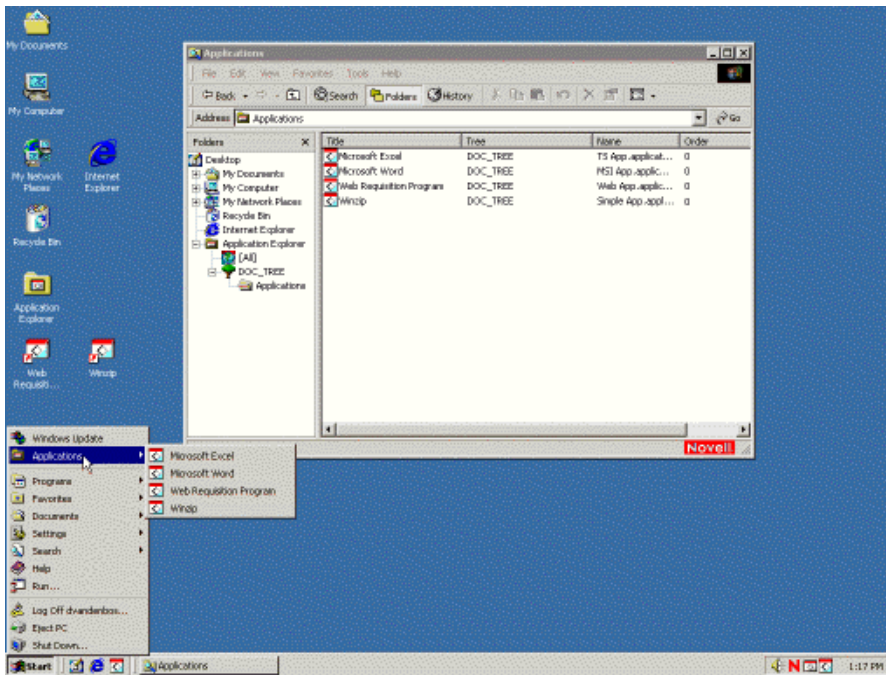 My Documents
My Computer
My Network Places
Internet Explorer
Recycle Bin
Application Explorer
Web Requisiti...
Winzip
Applications
File Edit View Favorites Tools Help
Back Search Folders History
Address Applications Go
Folders
Desktop
My Documents
My Computer
My Network Places
Recycle Bin
Internet Explorer
Application Explorer
[All]
DOC_TREE
Applications
Title Tree Name Order
Microsoft Excel DOC_TREE TS App.applicat... 0
Microsoft Word DOC_TREE MSI App.applic... 0
Web Requisition Program DOC_TREE Web App.applic... 0
Winzip DOC_TREE Simple App.appl... 0
Novell
Windows Update
Applications
Programs
Favorites
Documents
Settings
Search
Help
Run...
Log Off dvandenbos...
Eject PC
Shut Down...
Microsoft Excel
Microsoft Word
Web Requisition Program
Winzip
Start Applications N 1:17 PM